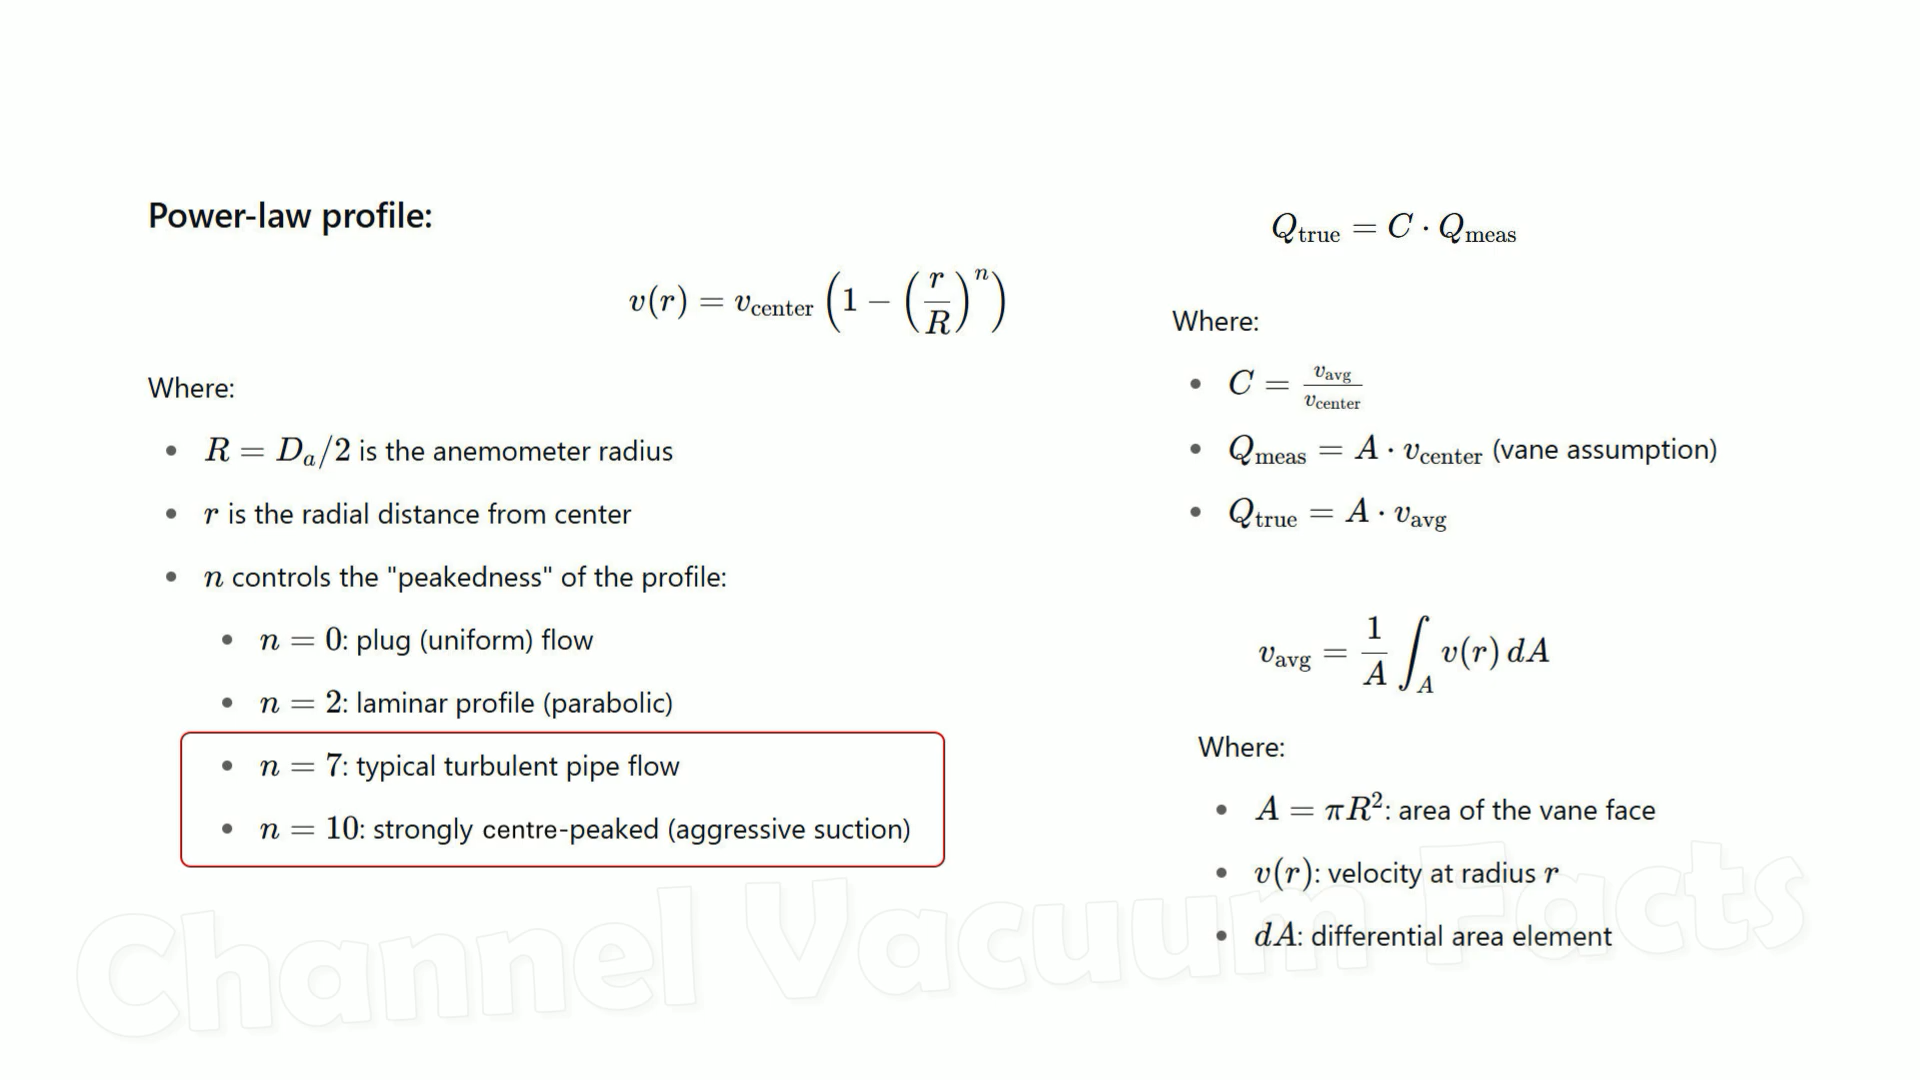 Power-law profile:
v(r) = v_center (1 − (r/R)^n)
Where:
• R = D_a/2 is the anemometer radius
• r is the radial distance from center
• n controls the "peakedness" of the profile:
• n = 0: plug (uniform) flow
• n = 2: laminar profile (parabolic)
• n = 7: typical turbulent pipe flow
• n = 10: strongly centre-peaked (aggressive suction)
Q_true = C · Q_meas
Where:
• C = v_avg / v_center
• Q_meas = A · v_center (vane assumption)
• Q_true = A · v_avg
v_avg = 1/A ∫_A v(r) dA
Where:
• A = πR²: area of the vane face
• v(r): velocity at radius r
• dA: differential area element
Channel Vacuum Facts